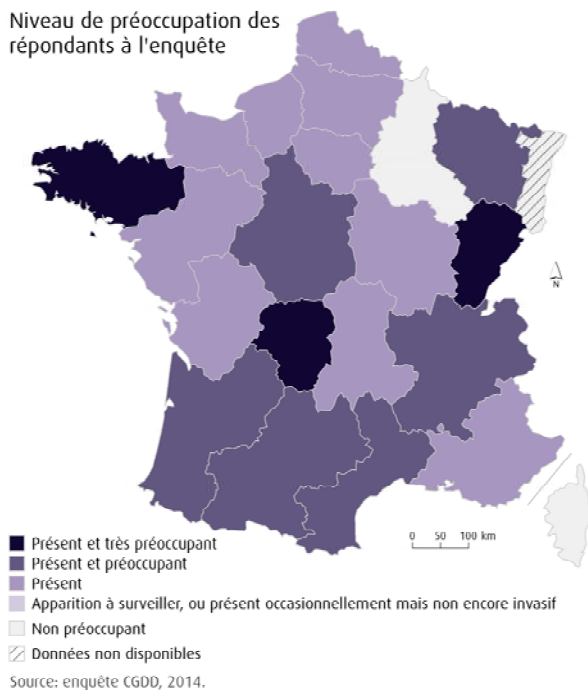 Niveau de préoccupation des
répondants à l'enquête
N
0 50 100 km
Présent et très préoccupant
Présent et préoccupant
Présent
Apparition à surveiller, ou présent occasionnellement mais non encore invasif
Non préoccupant
Données non disponibles
Source: enquête CGDD, 2014.